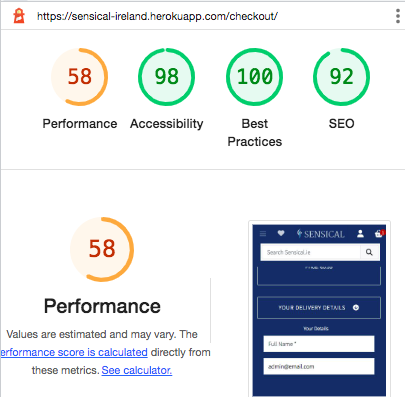 https://sensical-ireland.herokuapp.com/checkout/
58 98 100 92
Performance Accessibility Best Practices SEO
58
Performance
Values are estimated and may vary. The
erformance score is calculated directly from
these metrics. See calculator.
SENSICAL
Search Sensical.ie
YOUR DELIVERY DETAILS
Your Details
Full Name *
admin@email.com